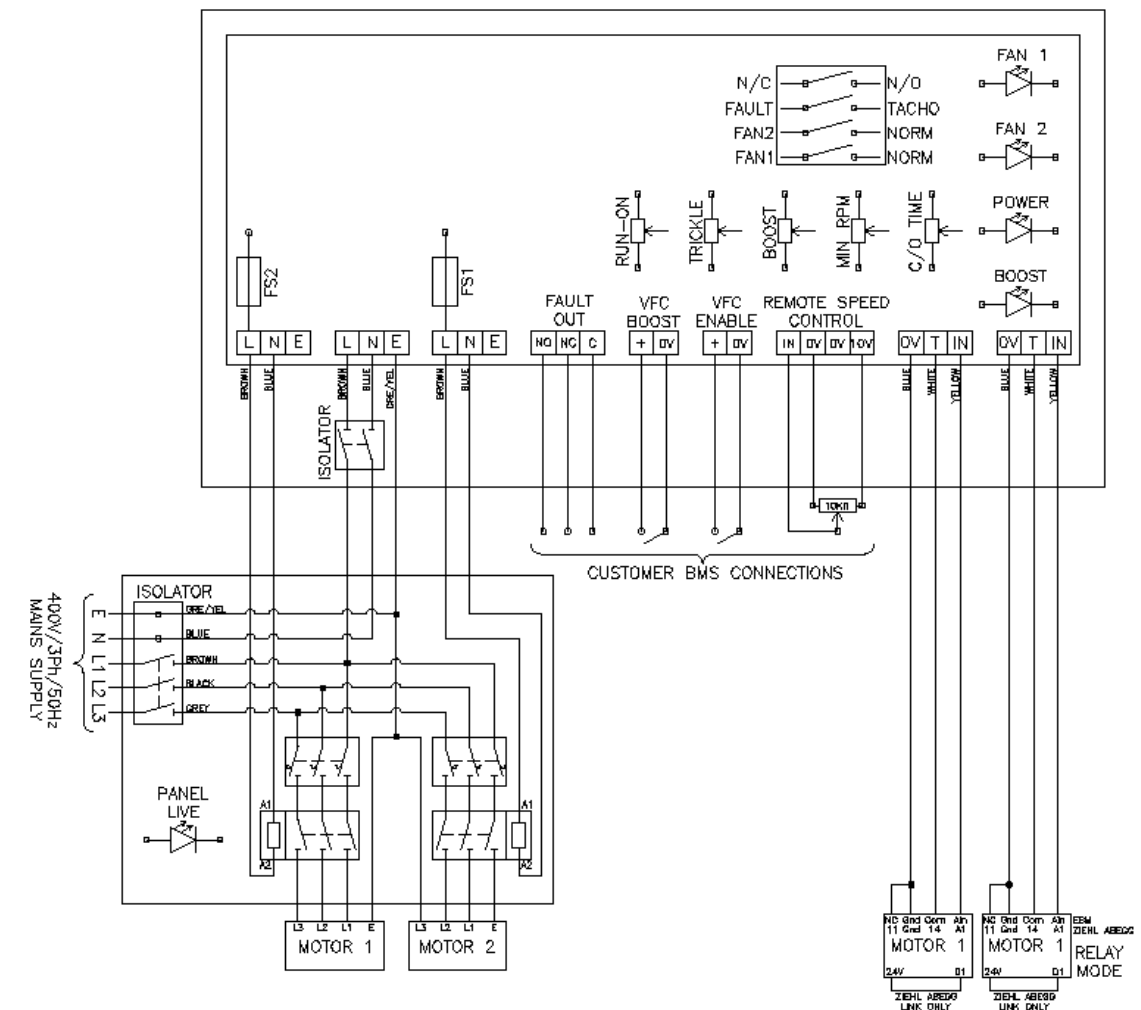 FAN 1
N/C N/O
FAULT TACHO
FAN2 NORM
FAN1 NORM
FAN 2
POWER
BOOST
RUN-ON
TRICKLE
BOOST
MIN RPM
C/O TIME
FS2
FS1
FAULT OUT
VFC BOOST
VFC ENABLE
REMOTE SPEED CONTROL
L N E
L N E
L N E
NO NC C
+ 0V
+ 0V
IN 0V 0V 10V
0V T IN
0V T IN
BROWN
BLUE
BROWN
BLUE
GRE/YEL
BROWN
BLUE
BLUE
WHITE
YELLOW
BLUE
WHITE
YELLOW
ISOLATOR
10KΩ
CUSTOMER BMS CONNECTIONS
ISOLATOR
400V/3Ph/50Hz
MAINS SUPPLY
E
N
L1
L2
L3
GRE/YEL
BLUE
BROWN
BLACK
GREY
PANEL
LIVE
A1
A2
A1
A2
L3 L2 L1 E
MOTOR 1
L3 L2 L1 E
MOTOR 2
NC Gnd Com Ain
11 Gnd 14 A1
MOTOR 1
24V D1
ZIEHL ABEGG
LINK ONLY
NC Gnd Com Ain EBM
11 Gnd 14 A1 ZIEHL ABEGG
MOTOR 1
24V D1
ZIEHL ABEGG
LINK ONLY
RELAY
MODE